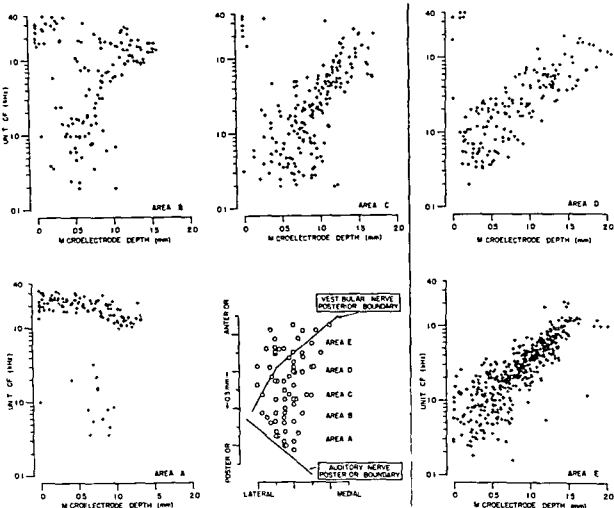 40
10
1.0
0.1
UNIT CF (kHz)
0 0.5 1.0 1.5 2.0
MICROELECTRODE DEPTH (mm)
AREA B
40
10
1.0
0.1
0 0.5 1.0 1.5 2.0
MICROELECTRODE DEPTH (mm)
AREA C
40
10
1.0
0.1
0 0.5 1.0 1.5 2.0
MICROELECTRODE DEPTH (mm)
AREA D
40
10
1.0
0.1
UNIT CF (kHz)
0 0.5 1.0 1.5 2.0
MICROELECTRODE DEPTH (mm)
AREA A
VESTIBULAR NERVE
POSTERIOR BOUNDARY
ANTERIOR
0.5mm
POSTERIOR
AREA E
AREA D
AREA C
AREA B
AREA A
AUDITORY NERVE
POSTERIOR BOUNDARY
LATERAL MEDIAL
40
10
1.0
0.1
UNIT CF (kHz)
0 0.5 1.0 1.5 2.0
MICROELECTRODE DEPTH (mm)
AREA E